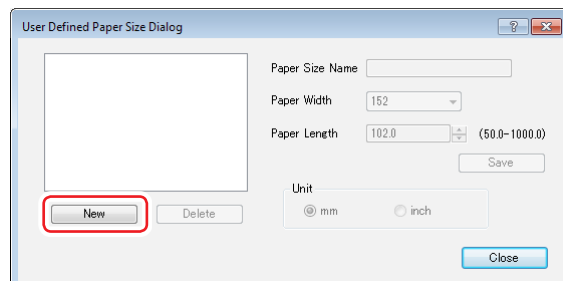 User Defined Paper Size Dialog
Paper Size Name
Paper Width 152
Paper Length 102.0 (50.0-1000.0)
Save
Unit
New Delete mm inch
Close